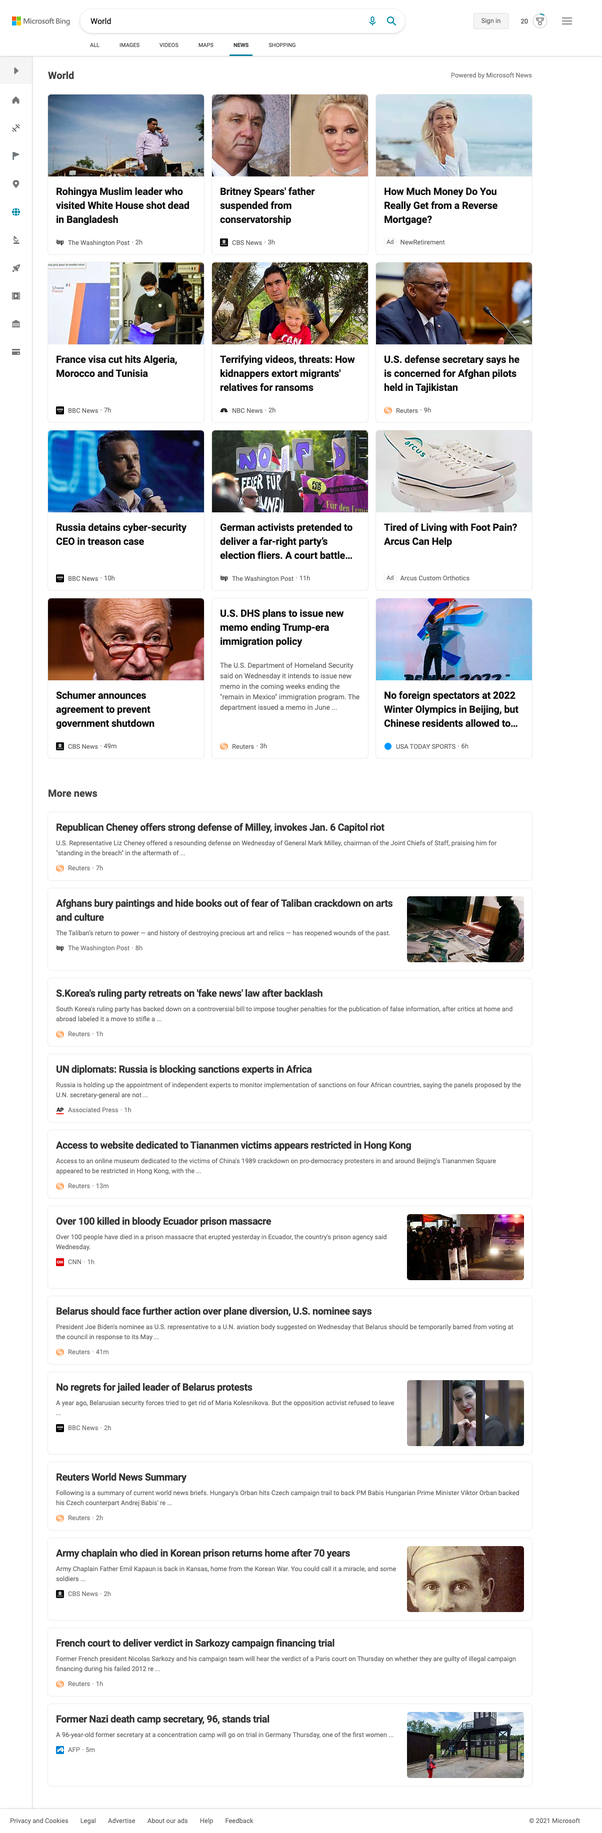 Microsoft Bing
World
Sign in
20
ALL
IMAGES
VIDEOS
MAPS
NEWS
SHOPPING
World
Powered by Microsoft News
Rohingya Muslim leader who
visited White House shot dead
in Bangladesh
The Washington Post · 2h
Britney Spears' father
suspended from
conservatorship
CBS News · 3h
How Much Money Do You
Really Get from a Reverse
Mortgage?
Ad NewRetirement
France visa cut hits Algeria,
Morocco and Tunisia
BBC News · 7h
Terrifying videos, threats: How
kidnappers extort migrants'
relatives for ransoms
NBC News · 2h
U.S. defense secretary says he
is concerned for Afghan pilots
held in Tajikistan
Reuters · 9h
Russia detains cyber-security
CEO in treason case
BBC News · 10h
German activists pretended to
deliver a far-right party's
election fliers. A court battle...
The Washington Post · 11h
arcus
Tired of Living with Foot Pain?
Arcus Can Help
Ad Arcus Custom Orthotics
Schumer announces
agreement to prevent
government shutdown
CBS News · 49m
U.S. DHS plans to issue new
memo ending Trump-era
immigration policy
The U.S. Department of Homeland Security
said on Wednesday it intends to issue new
memo in the coming weeks ending the
"remain in Mexico" immigration program. The
department issued a memo in June ...
Reuters · 3h
No foreign spectators at 2022
Winter Olympics in Beijing, but
Chinese residents allowed to...
USA TODAY SPORTS · 6h
More news
Republican Cheney offers strong defense of Milley, invokes Jan. 6 Capitol riot
U.S. Representative Liz Cheney offered a resounding defense on Wednesday of General Mark Milley, chairman of the Joint Chiefs of Staff, praising him for
"standing in the breach" in the aftermath of ...
Reuters · 7h
Afghans bury paintings and hide books out of fear of Taliban crackdown on arts
and culture
The Taliban's return to power — and history of destroying precious art and relics — has reopened wounds of the past.
The Washington Post · 8h
S.Korea's ruling party retreats on 'fake news' law after backlash
South Korea's ruling party has backed down on a controversial bill to impose tougher penalties for the publication of false information, after critics at home and
abroad labeled it a move to stifle a ...
Reuters · 1h
UN diplomats: Russia is blocking sanctions experts in Africa
Russia is holding up the appointment of independent experts to monitor implementation of sanctions on four African countries, saying the panels proposed by the
U.N. secretary-general are not ...
Associated Press · 1h
Access to website dedicated to Tiananmen victims appears restricted in Hong Kong
Access to an online museum dedicated to the victims of China's 1989 crackdown on pro-democracy protesters in and around Beijing's Tiananmen Square
appeared to be restricted in Hong Kong, with the ...
Reuters · 13m
Over 100 killed in bloody Ecuador prison massacre
Over 100 people have died in a prison massacre that erupted yesterday in Ecuador, the country's prison agency said
Wednesday.
CNN · 1h
Belarus should face further action over plane diversion, U.S. nominee says
President Joe Biden's nominee as U.S. representative to a U.N. aviation body suggested on Wednesday that Belarus should be temporarily barred from voting at
the council in response to its May ...
Reuters · 41m
No regrets for jailed leader of Belarus protests
A year ago, Belarusian security forces tried to get rid of Maria Kolesnikova. But the opposition activist refused to leave
...
BBC News · 2h
Reuters World News Summary
Following is a summary of current world news briefs. Hungary's Orban hits Czech campaign trail to back PM Babis Hungarian Prime Minister Viktor Orban backed
his Czech counterpart Andrej Babis' re ...
Reuters · 2h
Army chaplain who died in Korean prison returns home after 70 years
Army Chaplain Father Emil Kapaun is back in Kansas, home from the Korean War. You could call it a miracle, and some
soldiers ...
CBS News · 2h
French court to deliver verdict in Sarkozy campaign financing trial
Former French president Nicolas Sarkozy and his campaign team will hear the verdict of a Paris court on Thursday on whether they are guilty of illegal campaign
financing during his failed 2012 re ...
Reuters · 1h
Former Nazi death camp secretary, 96, stands trial
A 96-year-old former secretary at a concentration camp will go on trial in Germany Thursday, one of the first women ...
AFP · 5m
Privacy and Cookies
Legal
Advertise
About our ads
Help
Feedback
© 2021 Microsoft